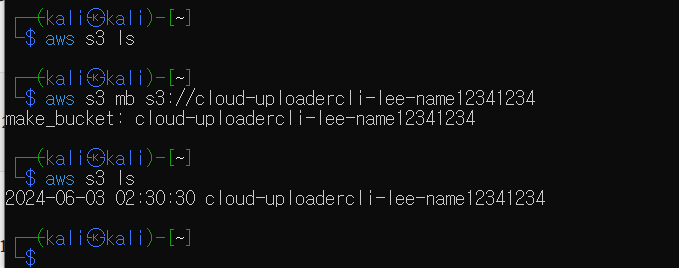 ┌──(kali㉿kali)-[~]
└─$ aws s3 ls
┌──(kali㉿kali)-[~]
└─$ aws s3 mb s3://cloud-uploadercli-lee-name12341234
make_bucket: cloud-uploadercli-lee-name12341234
┌──(kali㉿kali)-[~]
└─$ aws s3 ls
2024-06-03 02:30:30 cloud-uploadercli-lee-name12341234
┌──(kali㉿kali)-[~]
└─$